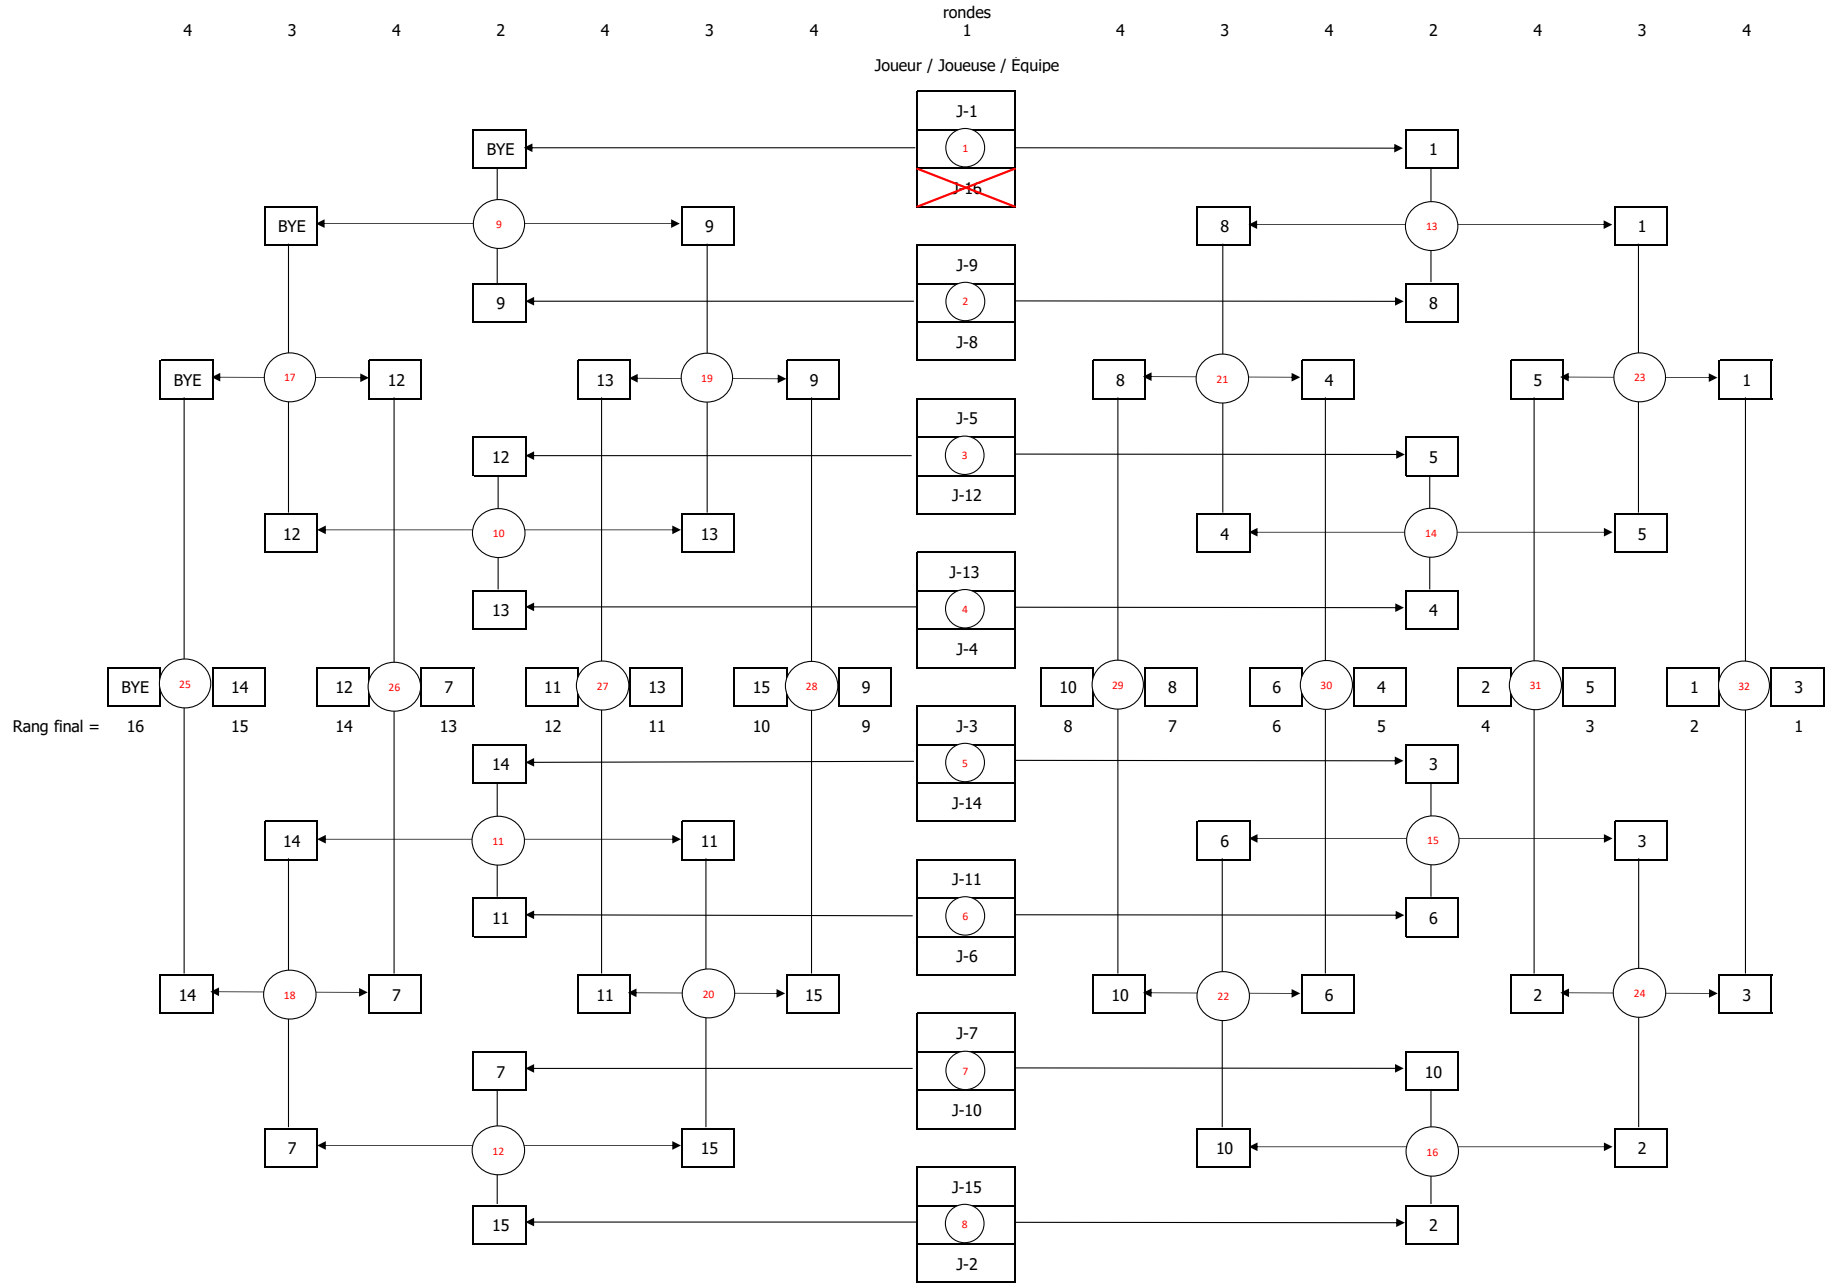 rondes
4 3 4 2 4 3 4 1 4 3 4 2 4 3 4
Joueur / Joueuse / Équipe
J-1
BYE 1 1
J-16
BYE 9 9 8 13 1
J-9
9 2 8
J-8
BYE 17 12 13 19 9 8 21 4 5 23 1
J-5
12 3 5
J-12
12 10 13 4 14 5
J-13
13 4 4
J-4
BYE 25 14 12 26 7 11 27 13 15 28 9 10 29 8 6 30 4 2 31 5 1 32 3
Rang final = 16 15 14 13 12 11 10 9 J-3 8 7 6 5 4 3 2 1
14 5 3
J-14
14 11 11 6 15 3
J-11
11 6 6
J-6
14 18 7 11 20 15 10 22 6 2 24 3
J-7
7 7 10
J-10
7 12 15 10 16 2
J-15
15 8 2
J-2